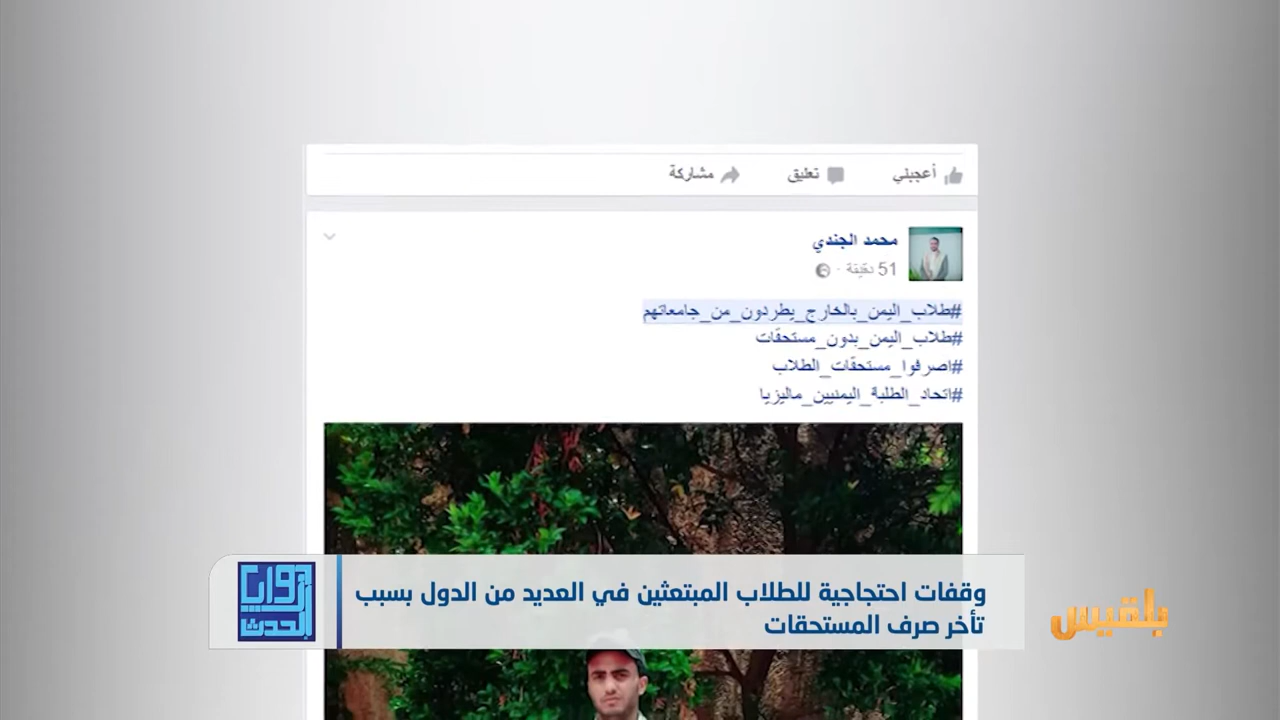 أعجبني تعليق مشاركة
محمد الجندي
51 دقيقة ·
#طلاب_اليمن_بالخارج_يطردون_من_جامعاتهم
#طلاب_اليمن_بدون_مستحقات
#اصرفوا_مستحقات_الطلاب
#اتحاد_الطلبة_اليمنيين_ماليزيا
وقفات احتجاجية للطلاب المبتعثين في العديد من الدول بسبب
تأخر صرف المستحقات
زوايا
الحدث
بلقيس